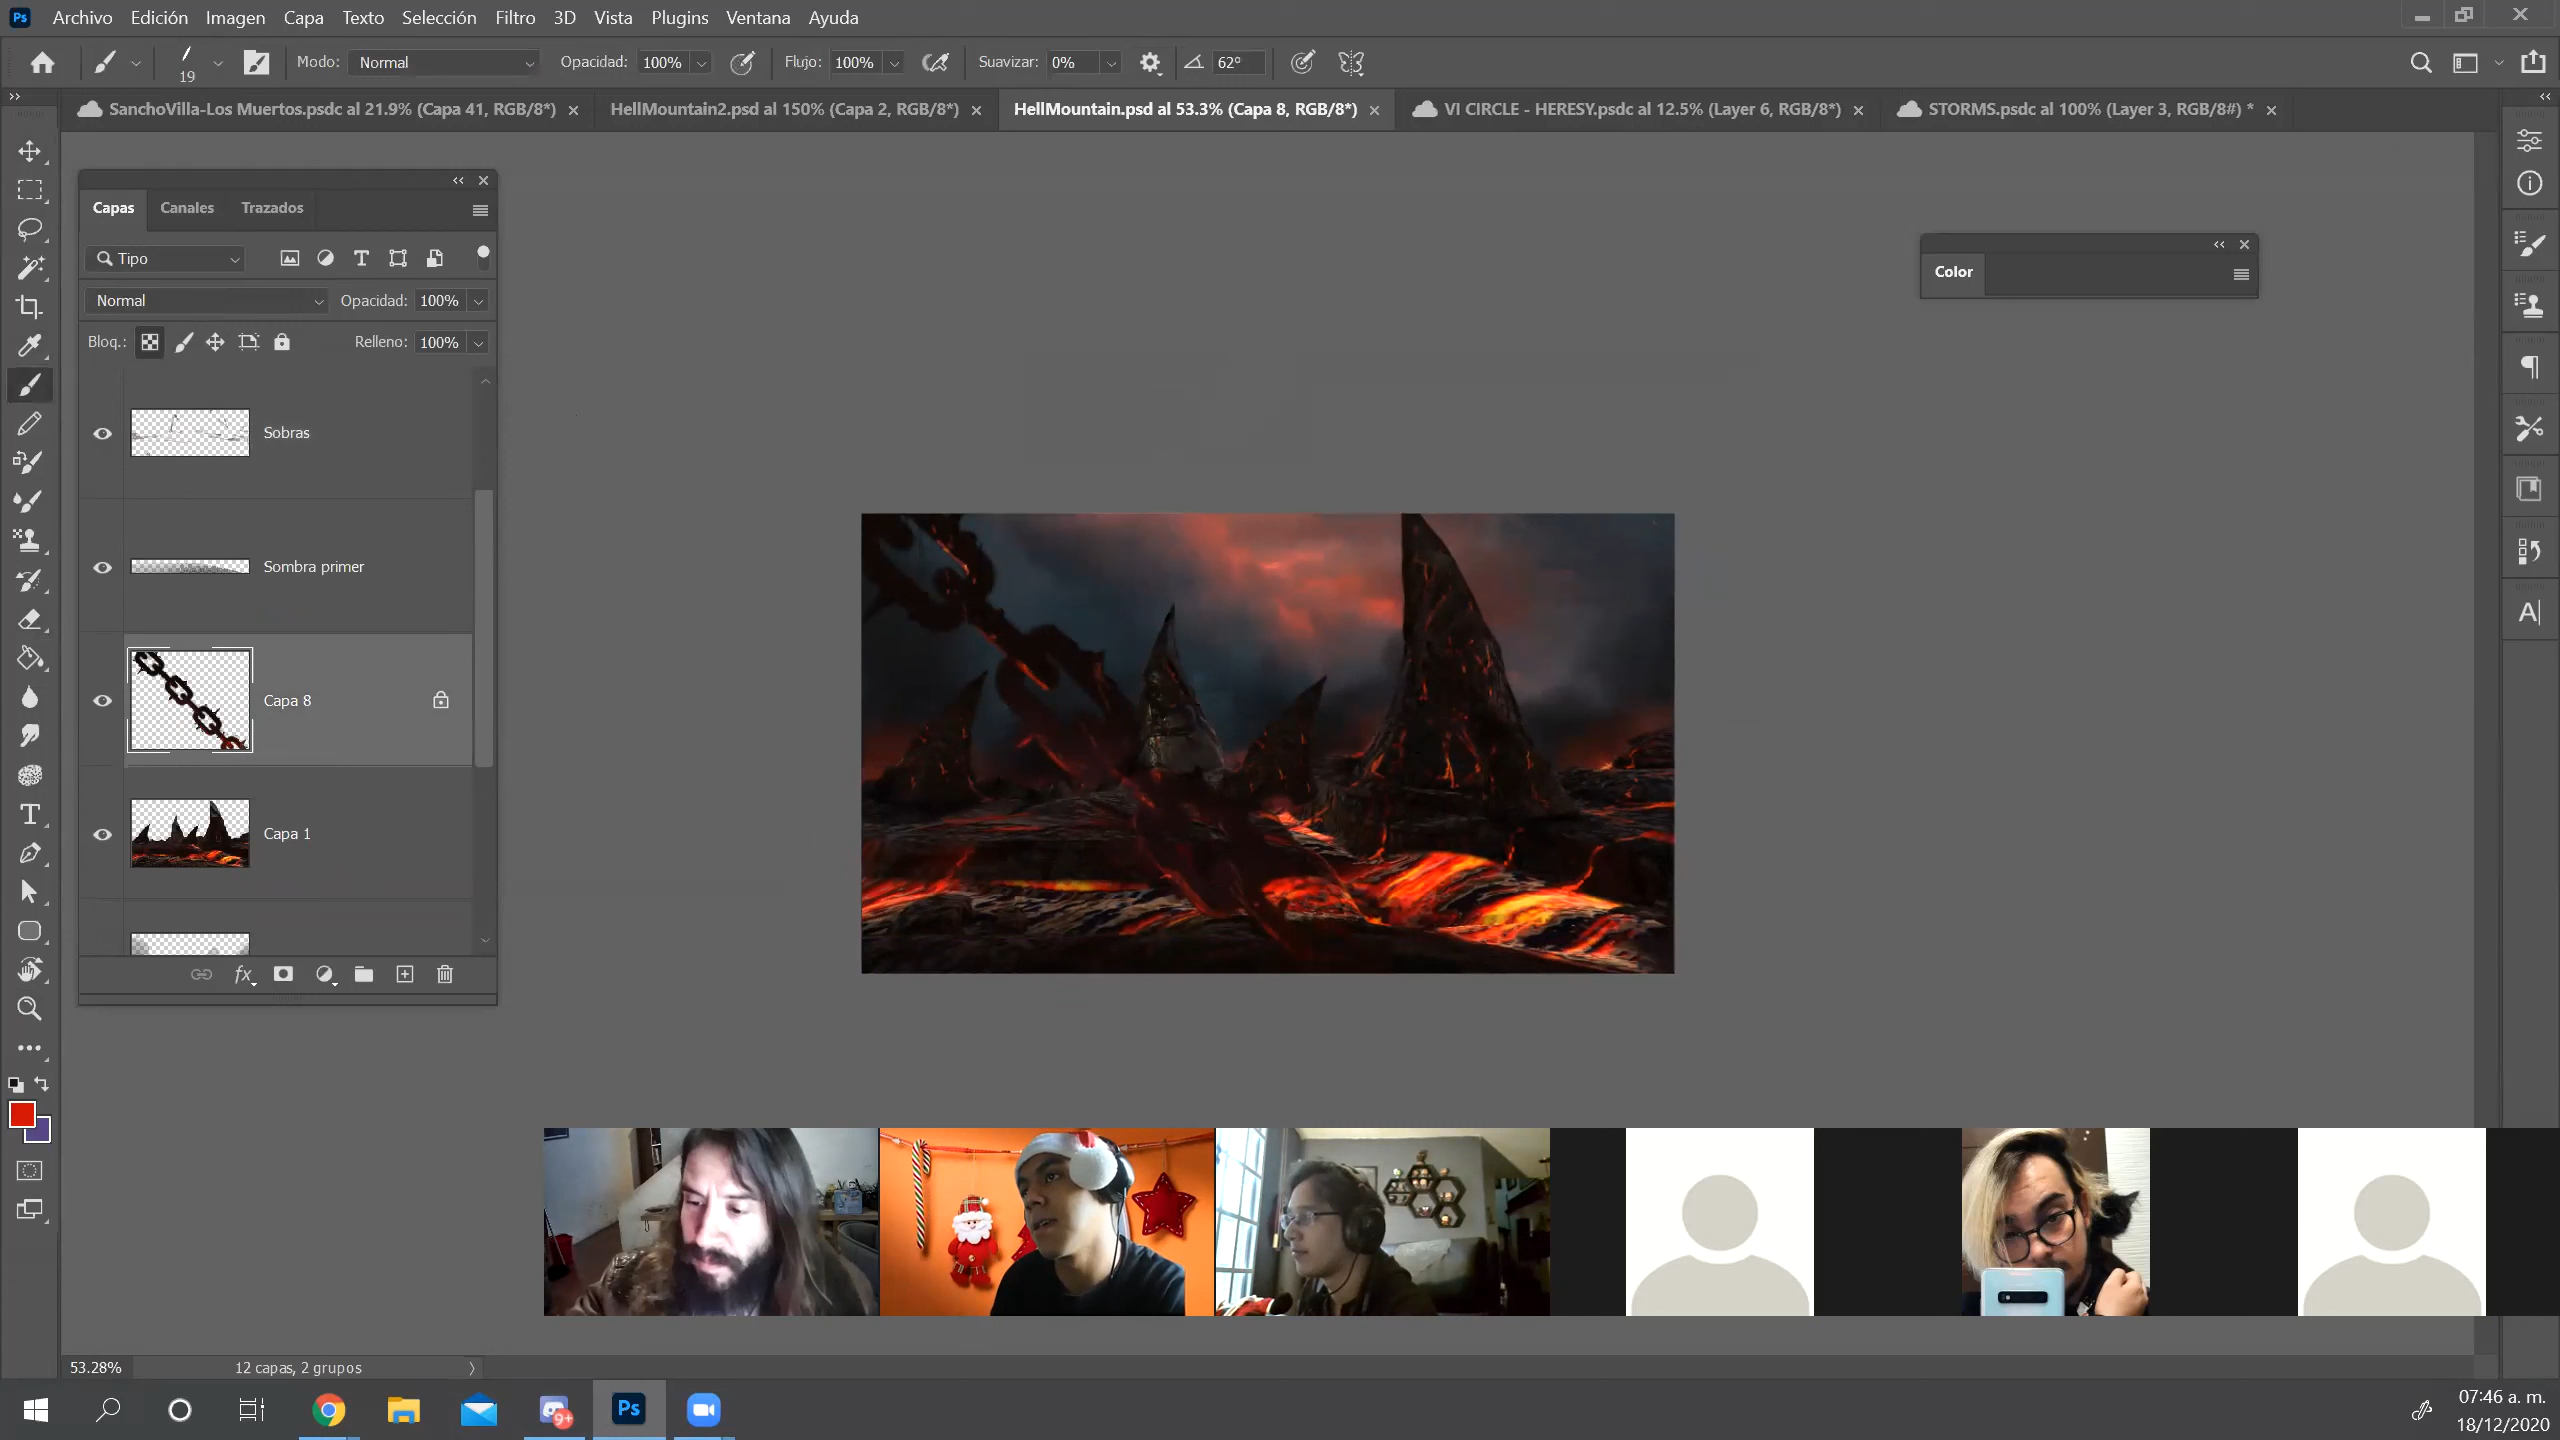 Ps Archivo Edición Imagen Capa Texto Selección Filtro 3D Vista Plugins Ventana Ayuda
19 Modo: Normal Opacidad: 100% Flujo: 100% Suavizar: 0% 62°
SanchoVilla-Los Muertos.psdc al 21.9% (Capa 41, RGB/8*) HellMountain2.psd al 150% (Capa 2, RGB/8*) HellMountain.psd al 53.3% (Capa 8, RGB/8*) VI CIRCLE - HERESY.psdc al 12.5% (Layer 6, RGB/8*) STORMS.psdc al 100% (Layer 3, RGB/8#) *
Capas Canales Trazados
Tipo
Normal Opacidad: 100%
Bloq.: Relleno: 100%
Sobras
Sombra primer
Capa 8
Capa 1
fx
Color
53.28% 12 capas, 2 grupos
9+
Ps
07:46 a. m.
18/12/2020